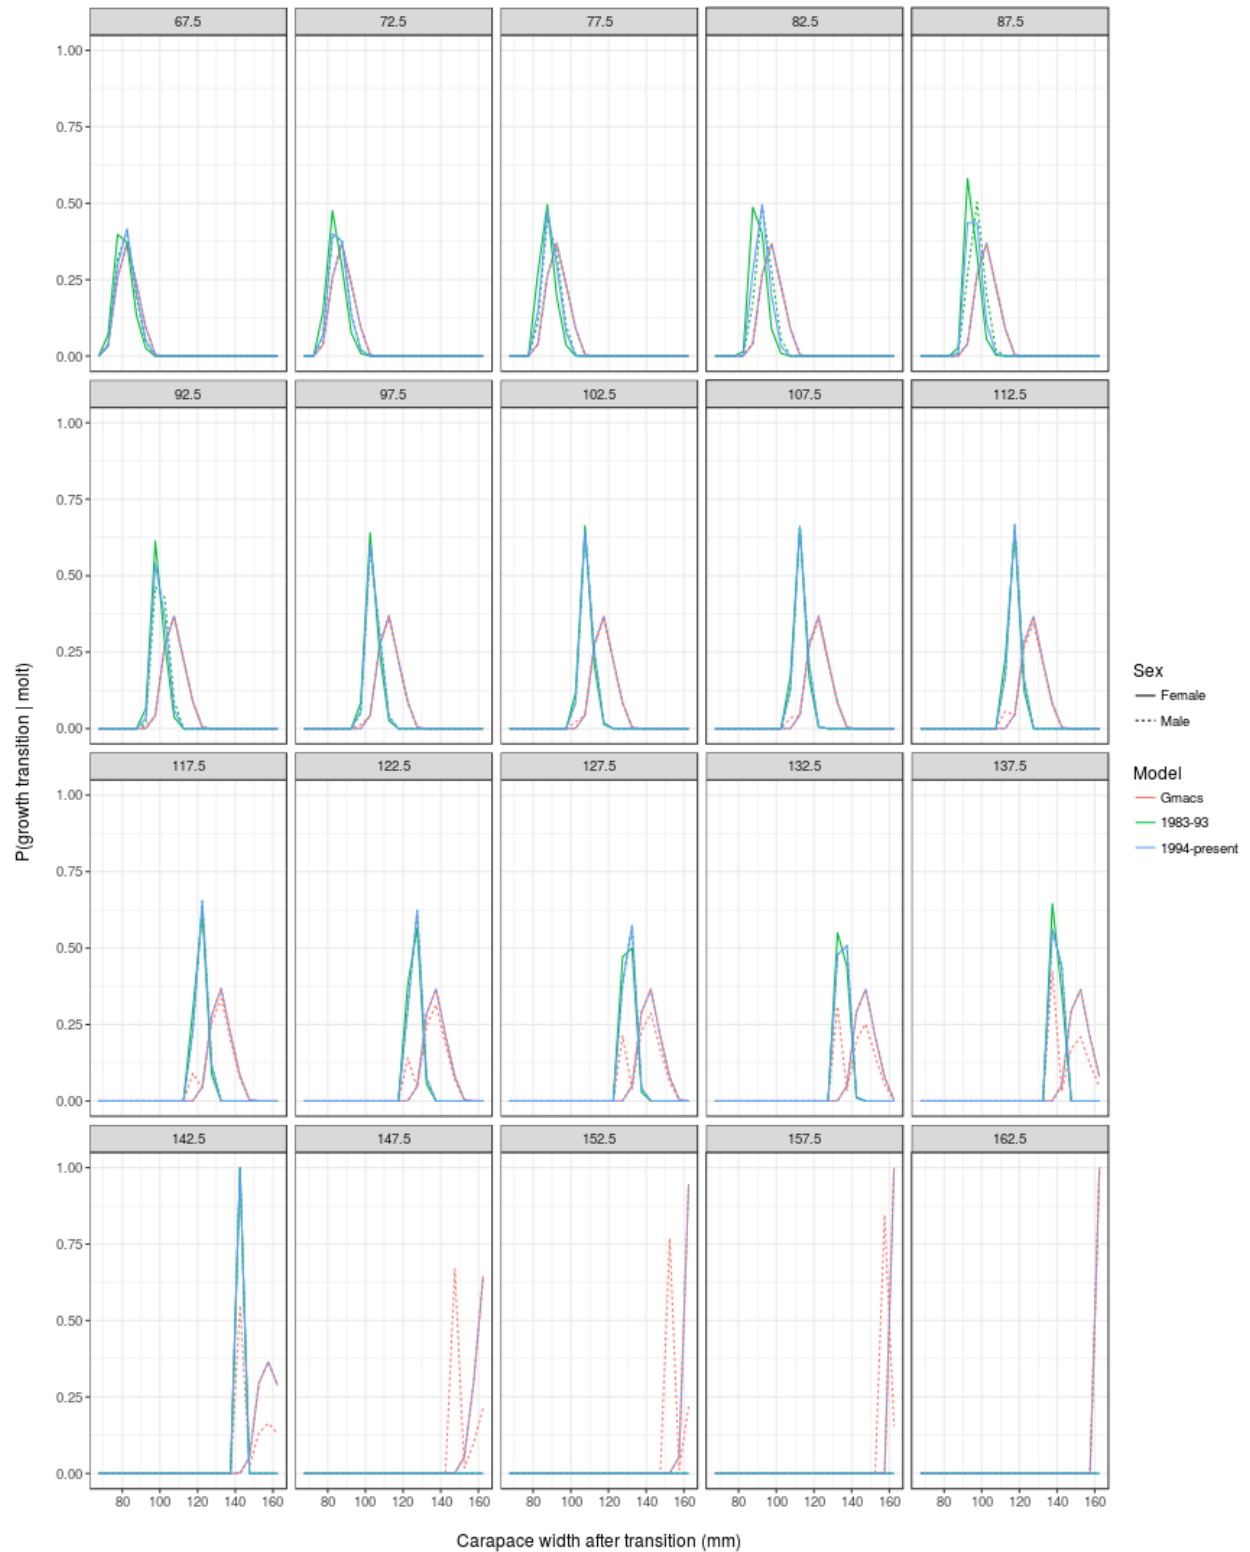 67.5 72.5 77.5 82.5 87.5
1.00
0.75
0.50
0.25
0.00
92.5 97.5 102.5 107.5 112.5
1.00
0.75
0.50
0.25
0.00
117.5 122.5 127.5 132.5 137.5
1.00
0.75
0.50
0.25
0.00
142.5 147.5 152.5 157.5 162.5
1.00
0.75
0.50
0.25
0.00
80 100 120 140 160 80 100 120 140 160 80 100 120 140 160 80 100 120 140 160 80 100 120 140 160
Carapace width after transition (mm)
P(growth transition | molt)
Sex
Female
Male
Model
Gmacs
1983-93
1994-present